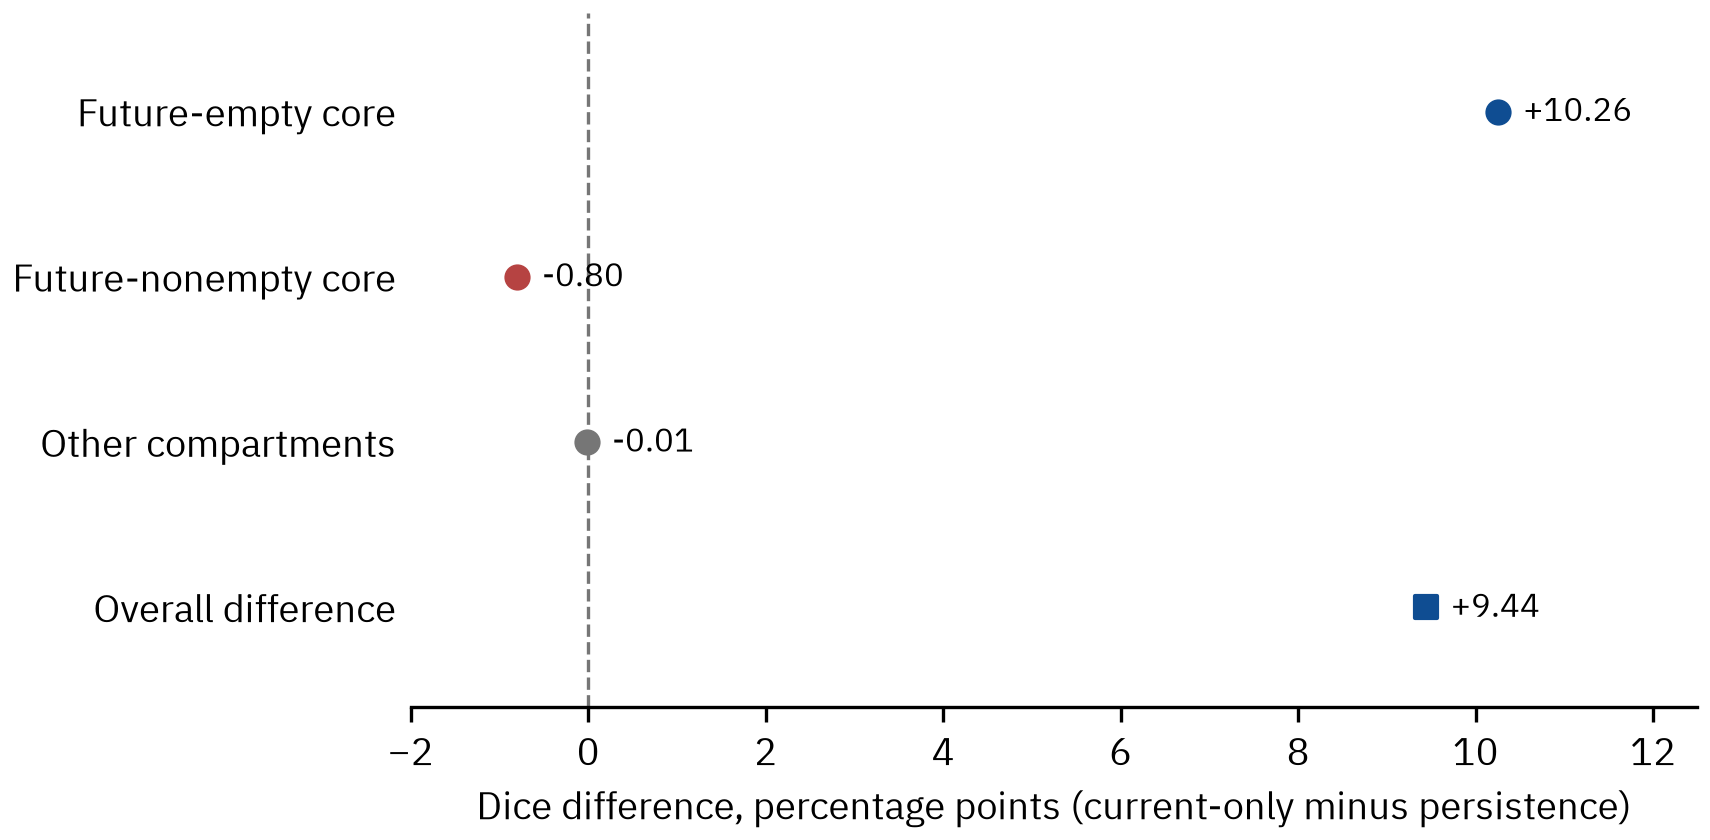 Future-empty core
+10.26
Future-nonempty core
-0.80
Other compartments
-0.01
Overall difference
+9.44
−2 0 2 4 6 8 10 12
Dice difference, percentage points (current-only minus persistence)